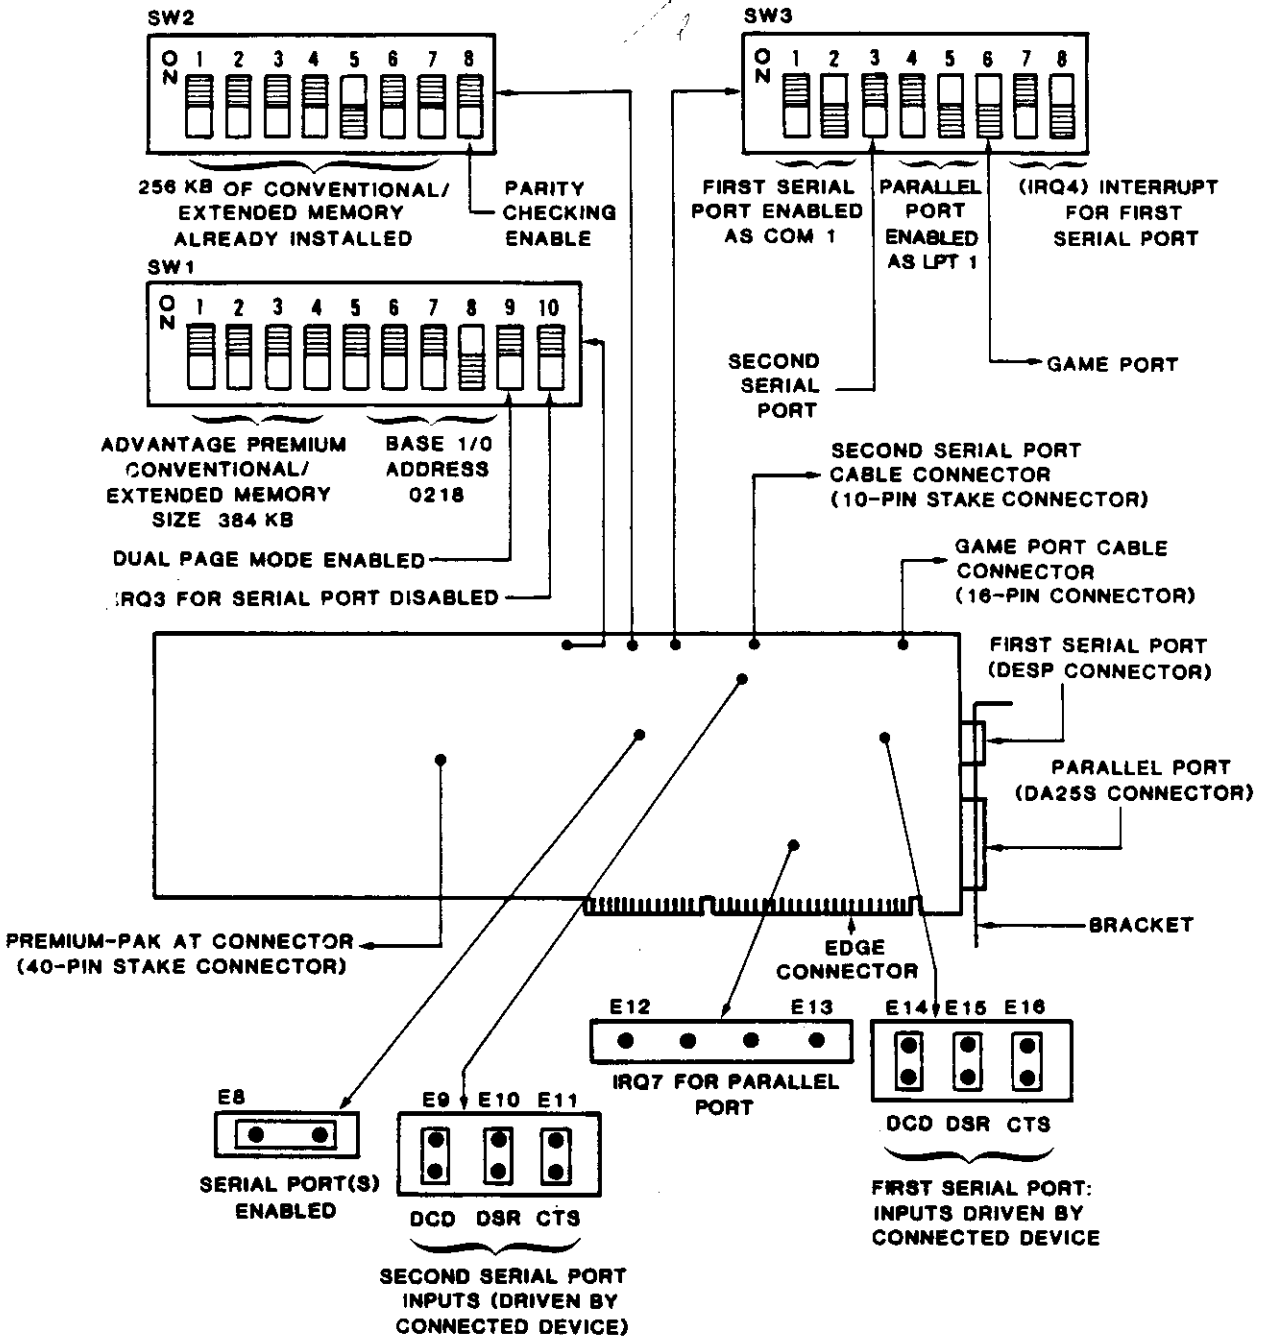 SW2
ON 1 2 3 4 5 6 7 8
256 KB OF CONVENTIONAL/
EXTENDED MEMORY
ALREADY INSTALLED
PARITY
CHECKING
ENABLE
SW3
ON 1 2 3 4 5 6 7 8
FIRST SERIAL
PORT ENABLED
AS COM 1
PARALLEL
PORT
ENABLED
AS LPT 1
(IRQ4) INTERRUPT
FOR FIRST
SERIAL PORT
SECOND
SERIAL
PORT
GAME PORT
SW1
ON 1 2 3 4 5 6 7 8 9 10
ADVANTAGE PREMIUM
CONVENTIONAL/
EXTENDED MEMORY
SIZE 384 KB
BASE 1/0
ADDRESS
0218
DUAL PAGE MODE ENABLED
IRQ3 FOR SERIAL PORT DISABLED
SECOND SERIAL PORT
CABLE CONNECTOR
(10-PIN STAKE CONNECTOR)
GAME PORT CABLE
CONNECTOR
(16-PIN CONNECTOR)
FIRST SERIAL PORT
(DESP CONNECTOR)
PARALLEL PORT
(DA25S CONNECTOR)
BRACKET
EDGE
CONNECTOR
PREMIUM-PAK AT CONNECTOR
(40-PIN STAKE CONNECTOR)
E12 E13
IRQ7 FOR PARALLEL
PORT
E14 E15 E16
DCD DSR CTS
FIRST SERIAL PORT:
INPUTS DRIVEN BY
CONNECTED DEVICE
E8
SERIAL PORT(S)
ENABLED
E9 E10 E11
DCD DSR CTS
SECOND SERIAL PORT
INPUTS (DRIVEN BY
CONNECTED DEVICE)